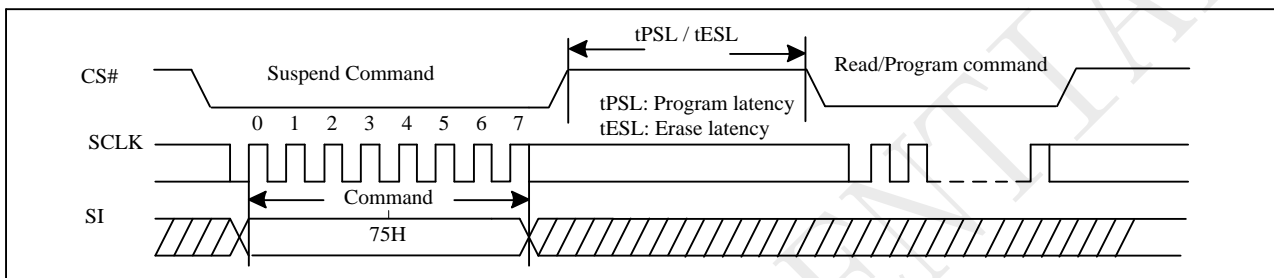 tPSL / tESL
CS#
Suspend Command
Read/Program command
tPSL: Program latency
tESL: Erase latency
0 1 2 3 4 5 6 7
SCLK
Command
SI
75H